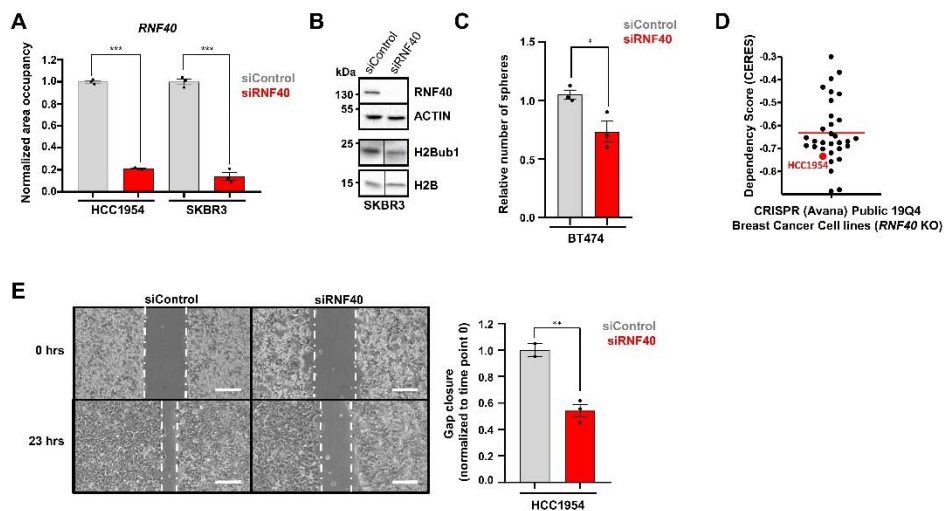 A
RNF40
Normalized area occupancy
1.2
1.0
0.8
0.6
0.4
0.2
0.0
***
***
siControl
siRNF40
HCC1954
SKBR3
B
siControl
siRNF40
kDa
130
RNF40
55
ACTIN
25
H2Bub1
15
H2B
SKBR3
C
siControl
siRNF40
Relative number of spheres
1.5
1.0
0.5
0.0
*
BT474
D
Dependency Score (CERES)
-0.3
-0.4
-0.5
-0.6
-0.7
-0.8
HCC1954
CRISPR (Avana) Public 19Q4
Breast Cancer Cell lines (RNF40 KO)
E
siControl
siRNF40
0 hrs
23 hrs
Gap closure
(normalized to time point 0)
1.2
1.0
0.8
0.6
0.4
0.2
0.0
**
siControl
siRNF40
HCC1954